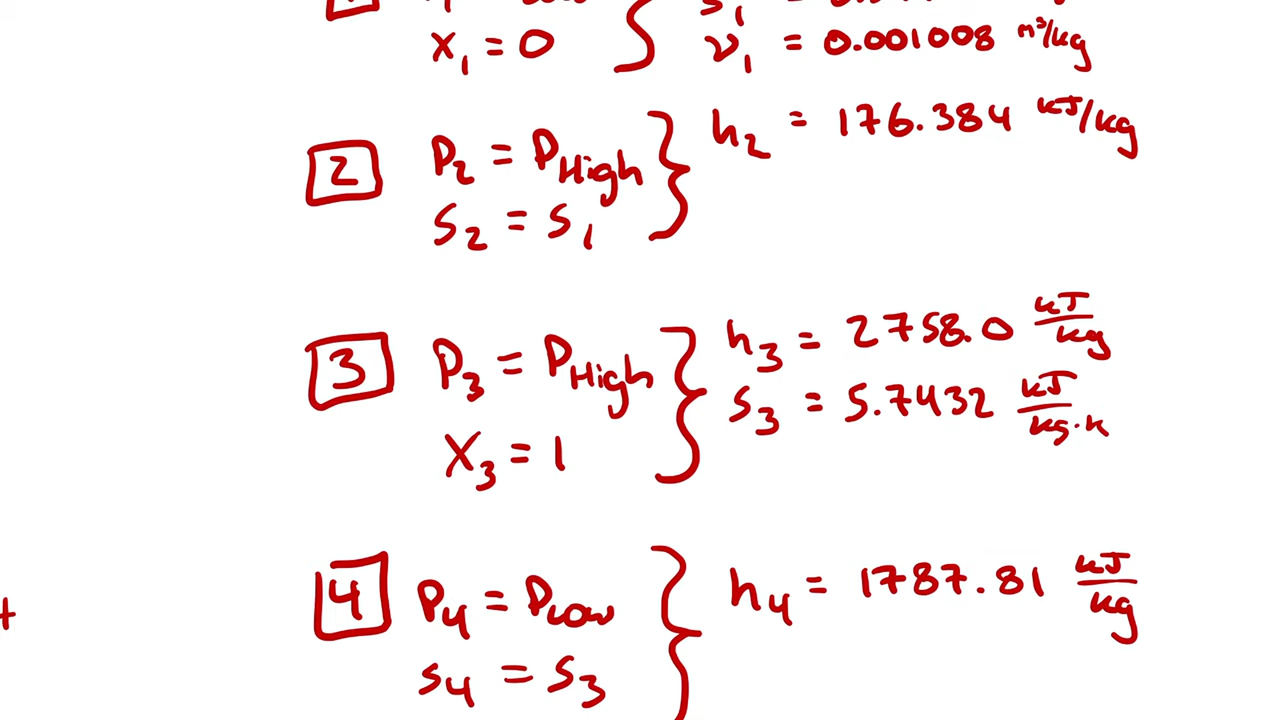 x₁ = 0
ν₁ = 0.001008 m³/kg
2
P₂ = P_High
s₂ = s₁
h₂ = 176.384 kJ/kg
3
P₃ = P_High
x₃ = 1
h₃ = 2758.0 kJ/kg
s₃ = 5.7432 kJ/kg·K
4
P₄ = P_Low
s₄ = s₃
h₄ = 1787.81 kJ/kg